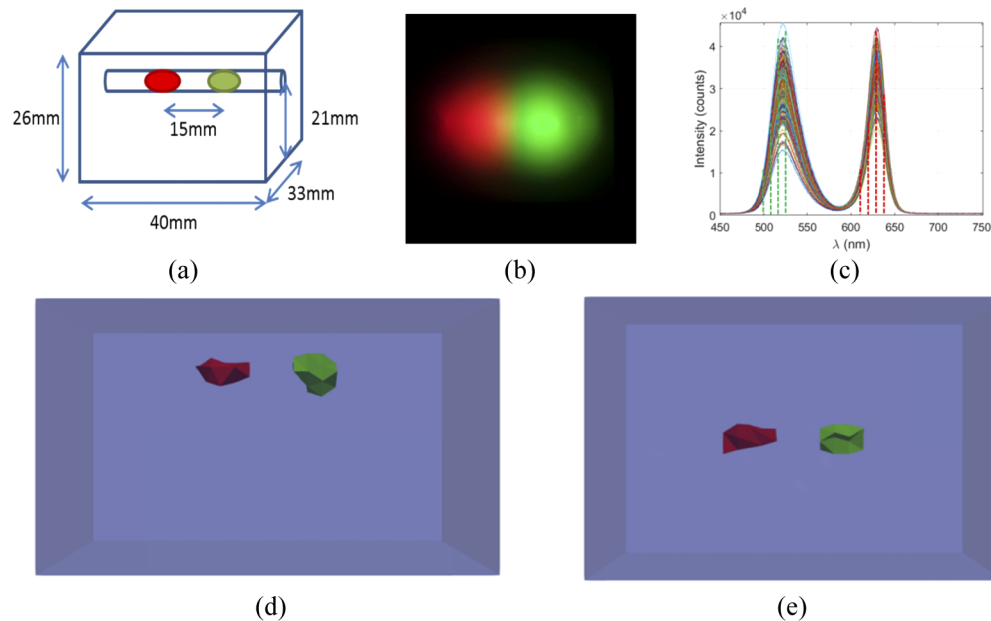 26mm
15mm
21mm
33mm
40mm
(a)
(b)
×10⁴
4
3
2
1
0
Intensity (counts)
450 500 550 600 650 700 750
λ (nm)
(c)
(d)
(e)